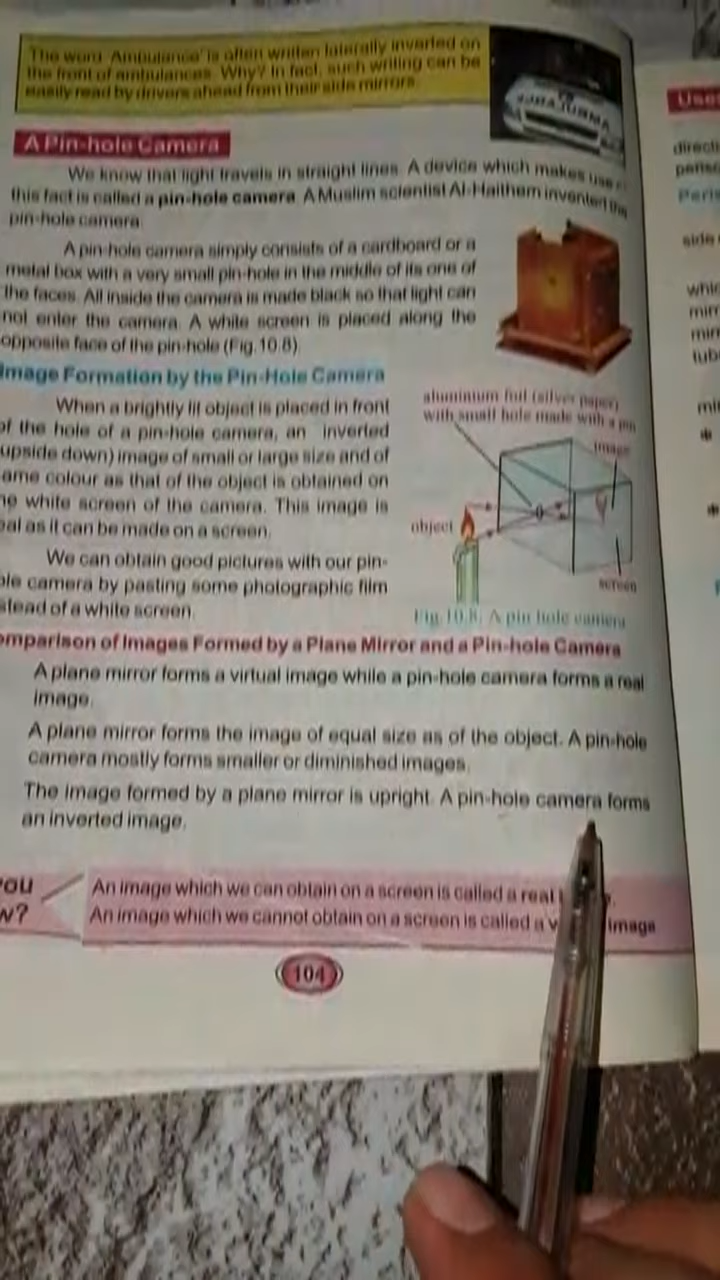 The word 'Ambulance' is often written laterally inverted on
the front of ambulances. Why? In fact, such writing can be
easily read by drivers ahead from their side mirrors.
A Pin-hole Camera
We know that light travels in straight lines. A device which makes use
this fact is called a pin-hole camera. A Muslim scientist Al-Haithem invented the
pin-hole camera.
A pin-hole camera simply consists of a cardboard or a
metal box with a very small pin-hole in the middle of its one of
the faces. All inside the camera is made black so that light can
not enter the camera. A white screen is placed along the
opposite face of the pin-hole (Fig.10.8).
Image Formation by the Pin-Hole Camera
When a brightly lit object is placed in front
of the hole of a pin-hole camera, an inverted
upside down) image of small or large size and of
ame colour as that of the object is obtained on
he white screen of the camera. This image is
eal as it can be made on a screen.
We can obtain good pictures with our pin-
ole camera by pasting some photographic film
stead of a white screen.
aluminum foil (silver paper)
with small hole made with a pin
image
object
screen
Fig.10.8: A pin hole camera
omparison of Images Formed by a Plane Mirror and a Pin-hole Camera
A plane mirror forms a virtual image while a pin-hole camera forms a real
image.
A plane mirror forms the image of equal size as of the object. A pin-hole
camera mostly forms smaller or diminished images.
The image formed by a plane mirror is upright. A pin-hole camera forms
an inverted image.
you
w?
An image which we can obtain on a screen is called a real
An image which we cannot obtain on a screen is called a v image
104
Uses
directi
perisc
Peris
side
whic
mirr
mirr
tube